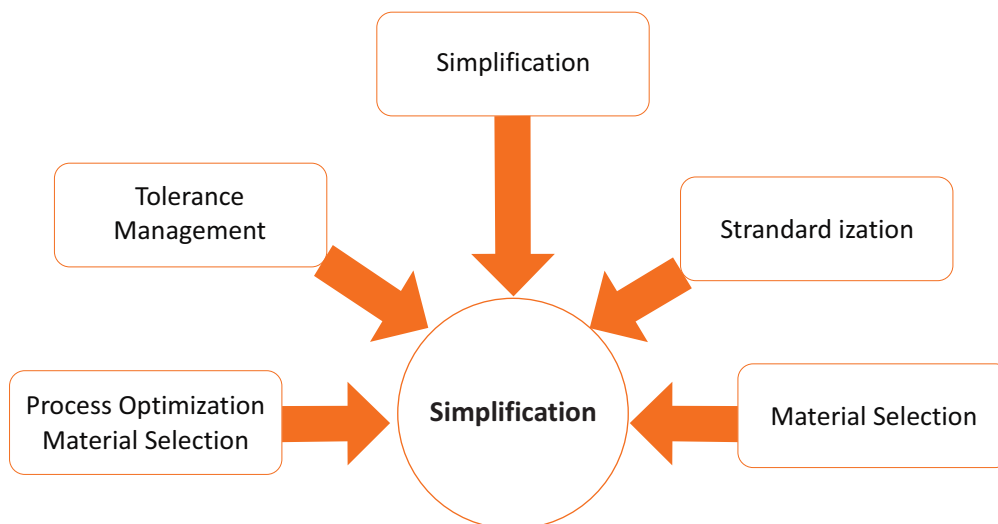 Simplification
Tolerance
Management
Strandard ization
Process Optimization
Material Selection
Simplification
Material Selection